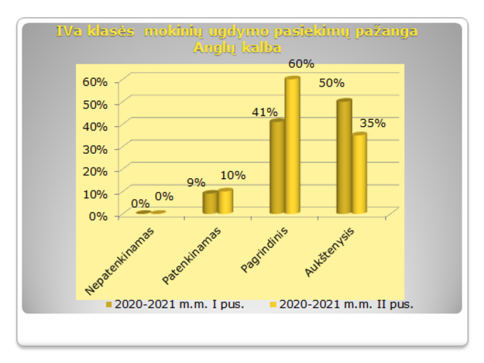 IVa klasės mokinių ugdymo pasiekimų pažanga
Anglų kalba
60%
50%
40%
30%
20%
10%
0%
0% 0%
9% 10%
41% 60%
50% 35%
Nepatenkinamas
Patenkinamas
Pagrindinis
Aukštenysis
2020-2021 m.m. I pus. 2020-2021 m.m. II pus.